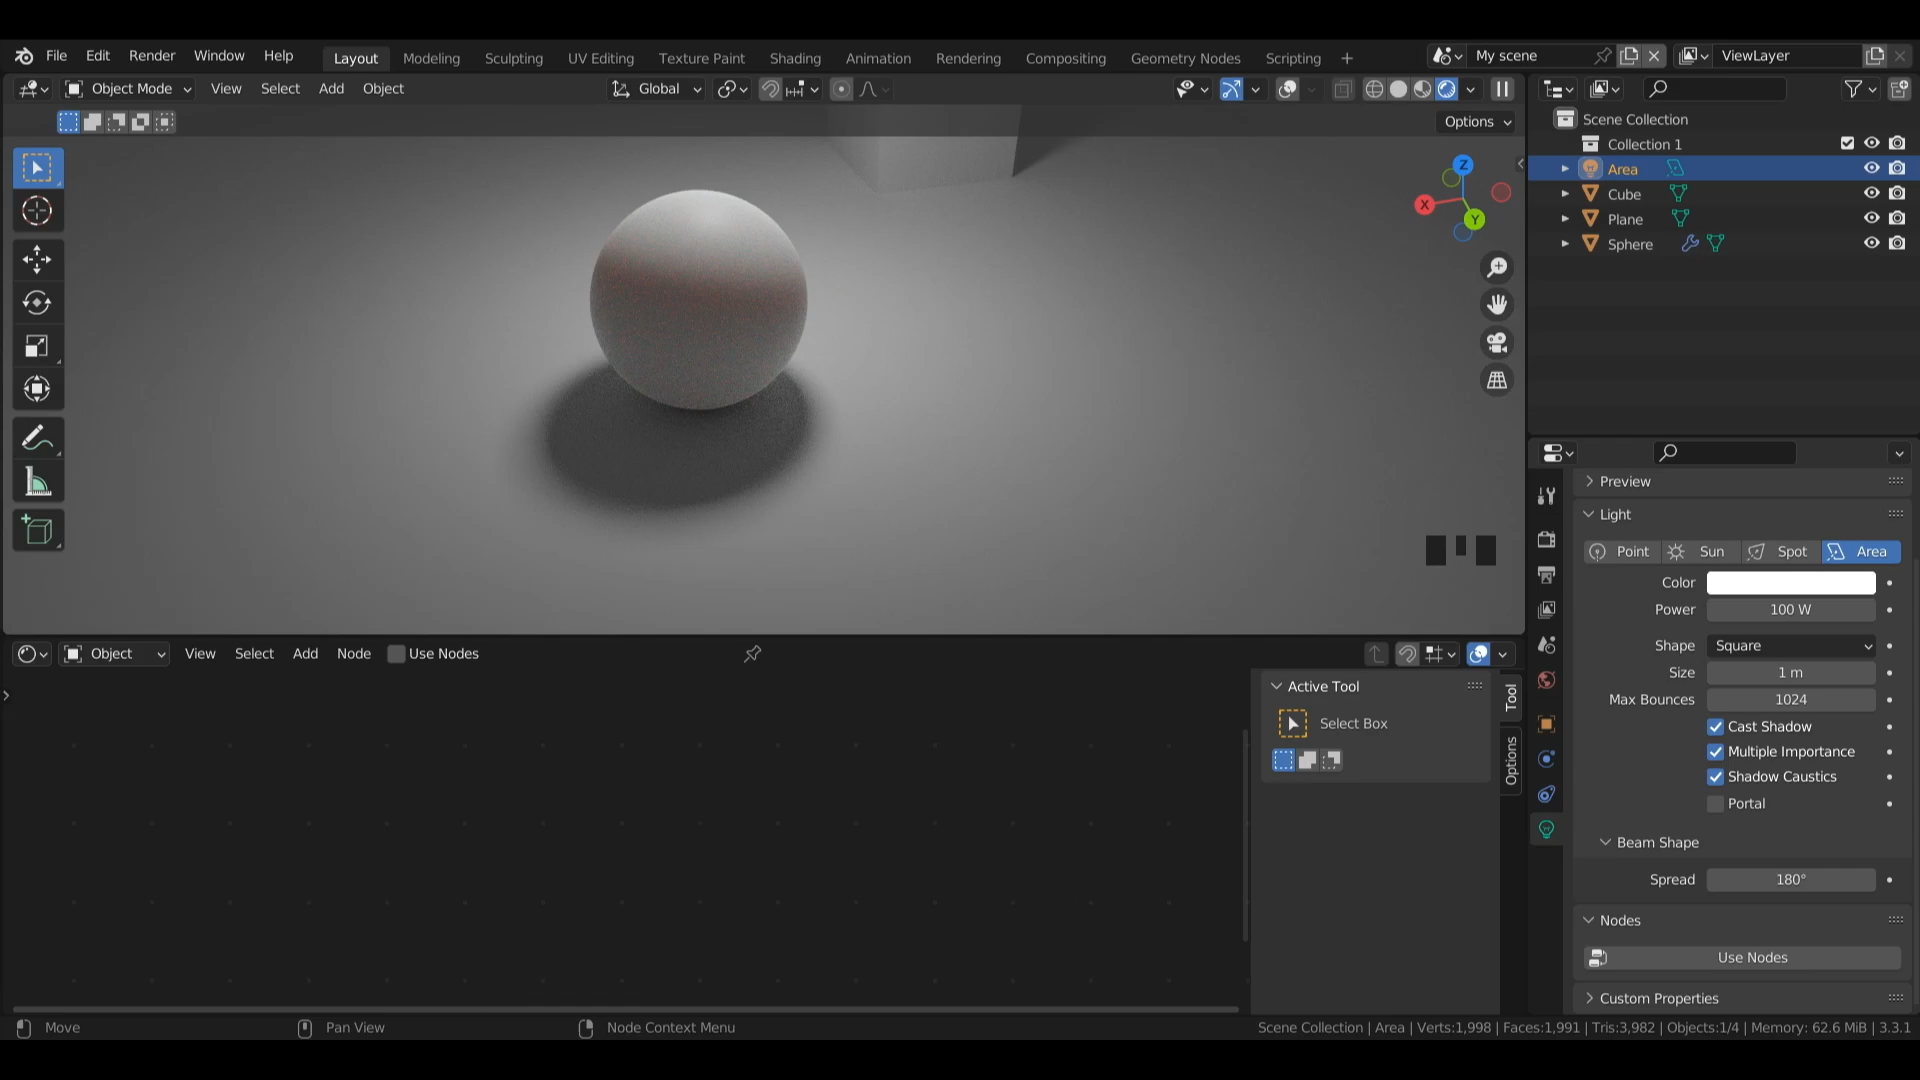 File Edit Render Window Help Layout Modeling Sculpting UV Editing Texture Paint Shading Animation Rendering Compositing Geometry Nodes Scripting + My scene ViewLayer
Object Mode View Select Add Object Global
Options
Z
X
Y
Scene Collection
Collection 1
Area
Cube
Plane
Sphere
Preview
Light
Point Sun Spot Area
Color
Power 100 W
Shape Square
Size 1 m
Max Bounces 1024
Cast Shadow
Multiple Importance
Shadow Caustics
Portal
Beam Shape
Spread 180°
Nodes
Use Nodes
Custom Properties
Object View Select Add Node Use Nodes
Active Tool
Select Box
Tool
Options
Move Pan View Node Context Menu Scene Collection | Area | Verts:1,998 | Faces:1,991 | Tris:3,982 | Objects:1/4 | Memory: 62.6 MiB | 3.3.1